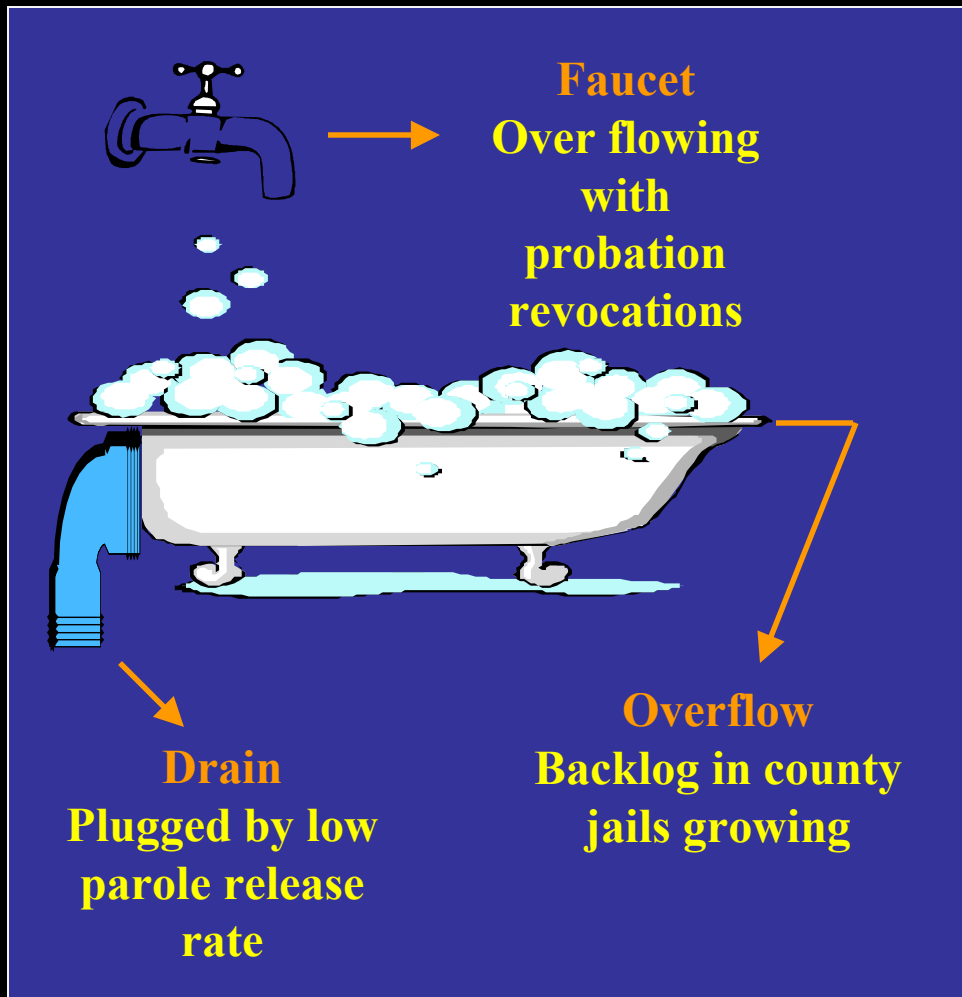 Faucet
Over flowing
with
probation
revocations
Overflow
Backlog in county
jails growing
Drain
Plugged by low
parole release
rate